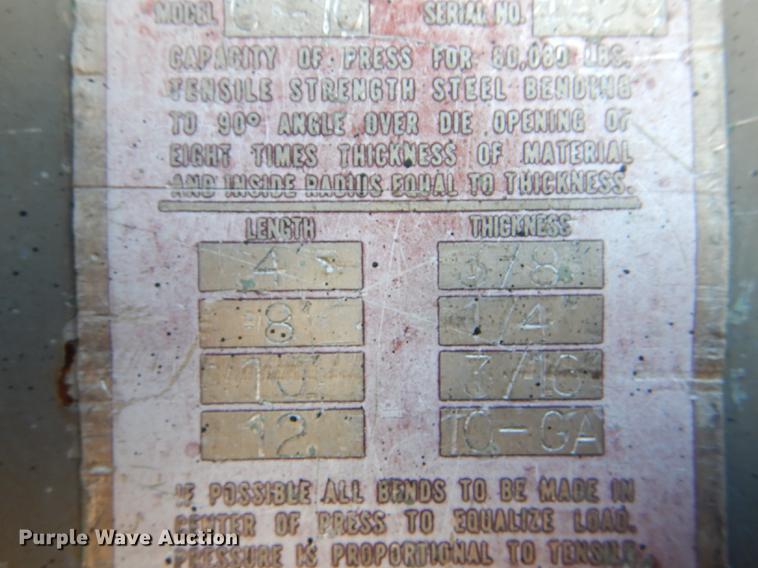 MODEL SERIAL NO.
CAPACITY OF PRESS FOR 60,000 LBS.
TENSILE STRENGTH STEEL BENDING
TO 90° ANGLE OVER DIE OPENING OF
EIGHT TIMES THICKNESS OF MATERIAL
AND INSIDE RADIUS EQUAL TO THICKNESS.
LENGTH THICKNESS
4' 3/8"
8' 1/4"
10' 3/16"
12' 10-GA
IF POSSIBLE ALL BENDS TO BE MADE IN
CENTER OF PRESS TO EQUALIZE LOAD.
PRESSURE IS PROPORTIONAL TO TENSILE
Purple Wave Auction